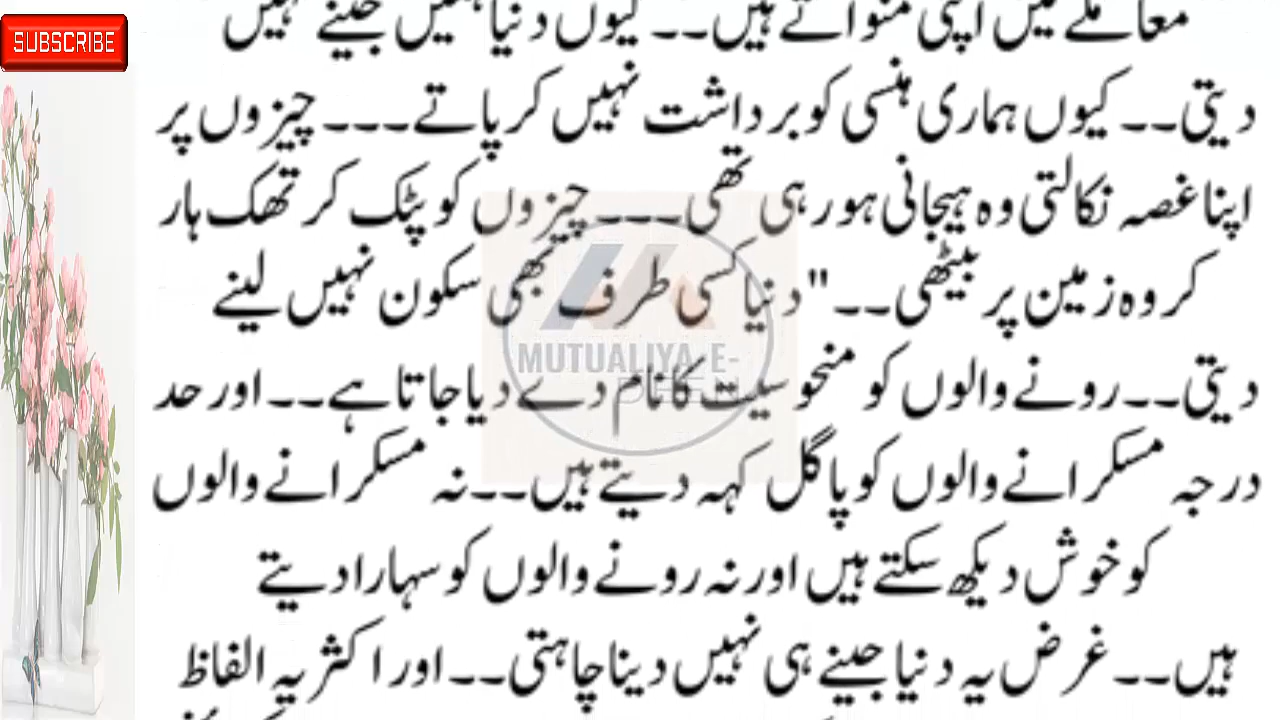 SUBSCRIBE
معاملے میں اپنی منواتے ہیں۔۔ کیوں دنیا ہمیں جینے نہیں
دیتی۔۔ کیوں ہماری ہنسی کو برداشت نہیں کر پاتے۔۔۔ چیزوں پر
اپنا غصہ نکالتی وہ ہیجانی ہو رہی تھی۔۔۔ چیزوں کو پٹک کر تھک ہار
کر وہ زمین پر بیٹھی۔۔ "دنیا کسی طرف بھی سکون نہیں لینے
دیتی۔۔ رونے والوں کو منحوسیت کا نام دے دیا جاتا ہے۔۔ اور حد
درجہ مسکرانے والوں کو پاگل کہہ دیتے ہیں۔۔ نہ مسکرانے والوں
کو خوش دیکھ سکتے ہیں اور نہ رونے والوں کو سہارا دیتے
ہیں۔۔ غرض یہ دنیا جینے ہی نہیں دینا چاہتی۔۔ اور اکثر یہ الفاظ
MUTUALIYA E-
DEEN